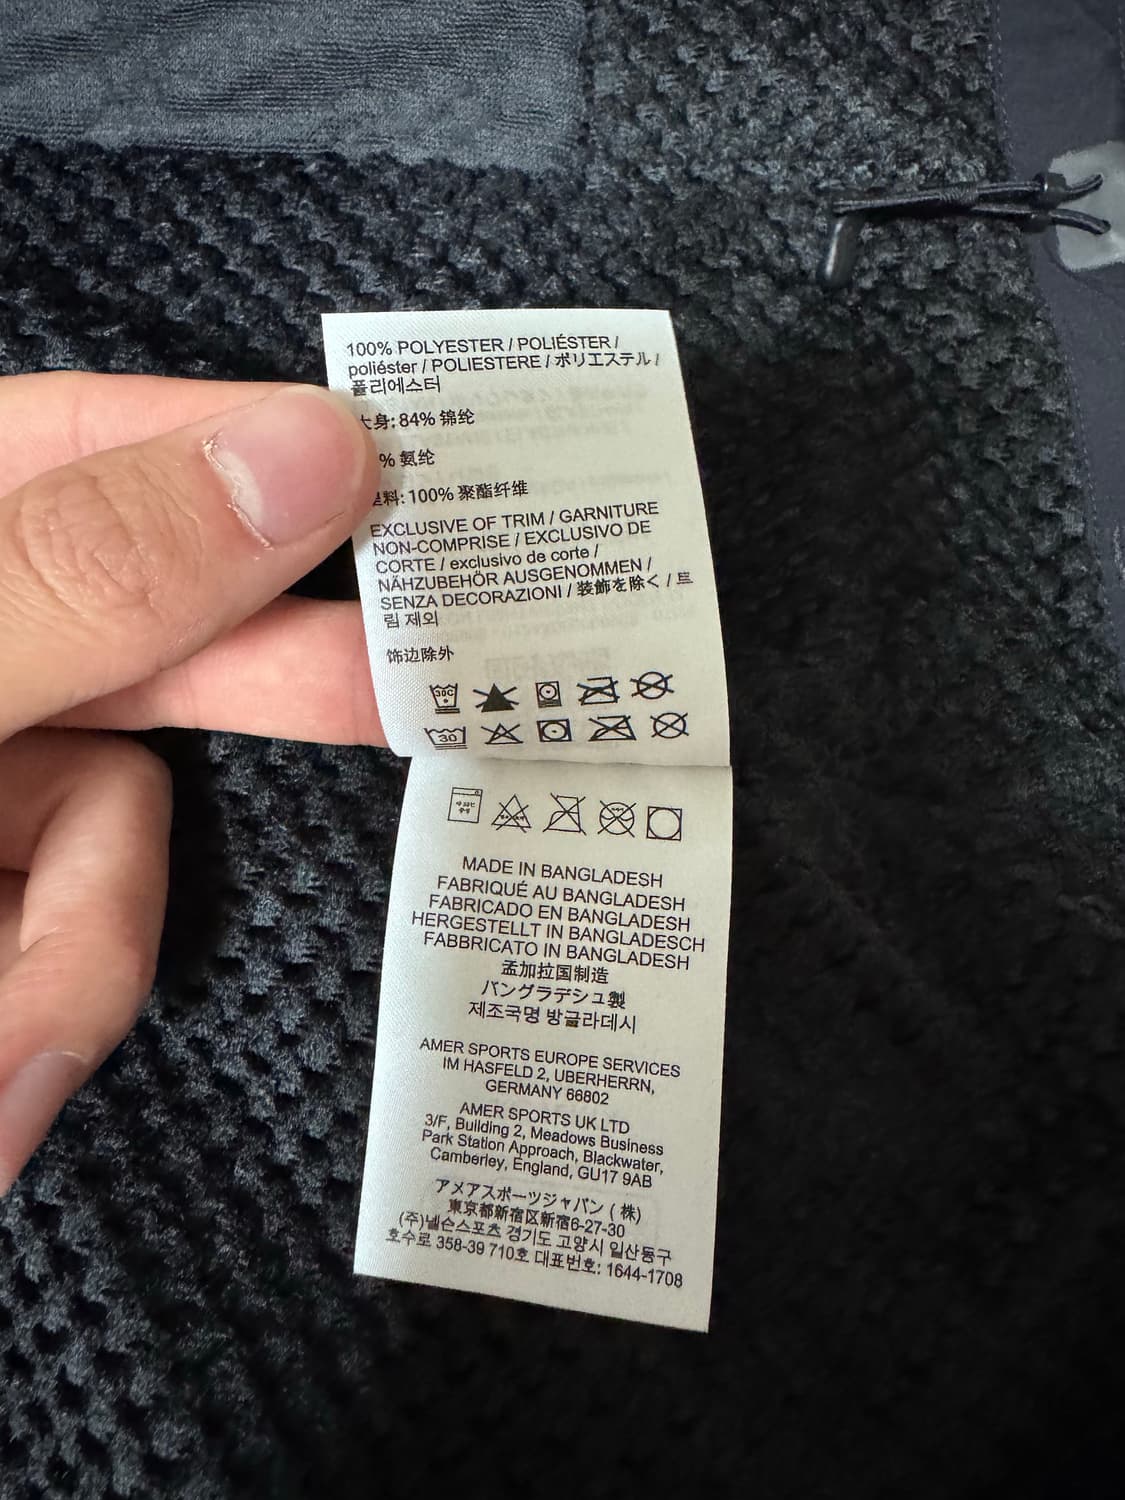 100% POLYESTER / POLIÉSTER /
poliéster / POLIESTERE / ポリエステル /
폴리에스터
身: 84% 锦纶
% 氨纶
料: 100% 聚酯纤维
EXCLUSIVE OF TRIM / GARNITURE
NON-COMPRISE / EXCLUSIVO DE
CORTE / exclusivo de corte /
NÄHZUBEHÖR AUSGENOMMEN /
SENZA DECORAZIONI / 装飾を除く / 트
림 제외
饰边除外
30C
30
MADE IN BANGLADESH
FABRIQUÉ AU BANGLADESH
FABRICADO EN BANGLADESH
HERGESTELLT IN BANGLADESCH
FABBRICATO IN BANGLADESH
孟加拉国制造
バングラデシュ製
제조국명 방글라데시
AMER SPORTS EUROPE SERVICES
IM HASFELD 2, UBERHERRN,
GERMANY 66802
AMER SPORTS UK LTD
3/F, Building 2, Meadows Business
Park Station Approach, Blackwater,
Camberley, England, GU17 9AB
アメアスポーツジャパン ( 株)
東京都新宿区新宿6-27-30
(주)넬슨스포츠 경기도 고양시 일산동구
호수로 358-39 710호 대표번호: 1644-1708